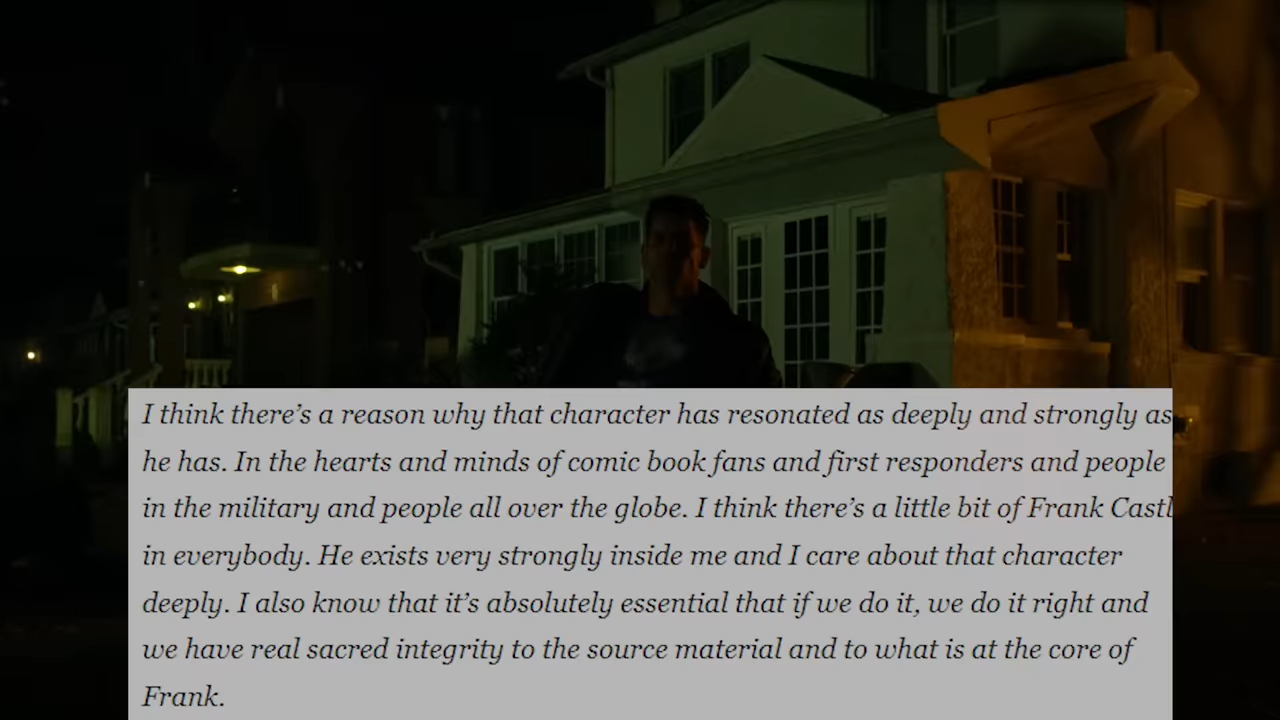 I think there’s a reason why that character has resonated as deeply and strongly as
he has. In the hearts and minds of comic book fans and first responders and people
in the military and people all over the globe. I think there’s a little bit of Frank Castl
in everybody. He exists very strongly inside me and I care about that character
deeply. I also know that it’s absolutely essential that if we do it, we do it right and
we have real sacred integrity to the source material and to what is at the core of
Frank.